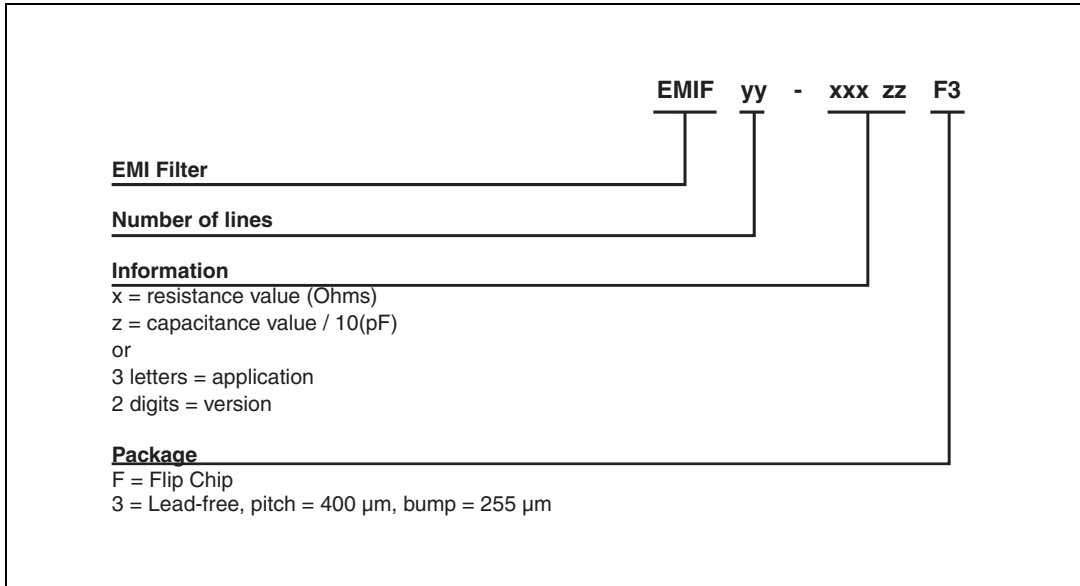 EMIF yy - xxx zz F3
EMI Filter
Number of lines
Information
x = resistance value (Ohms)
z = capacitance value / 10(pF)
or
3 letters = application
2 digits = version
Package
F = Flip Chip
3 = Lead-free, pitch = 400 µm, bump = 255 µm